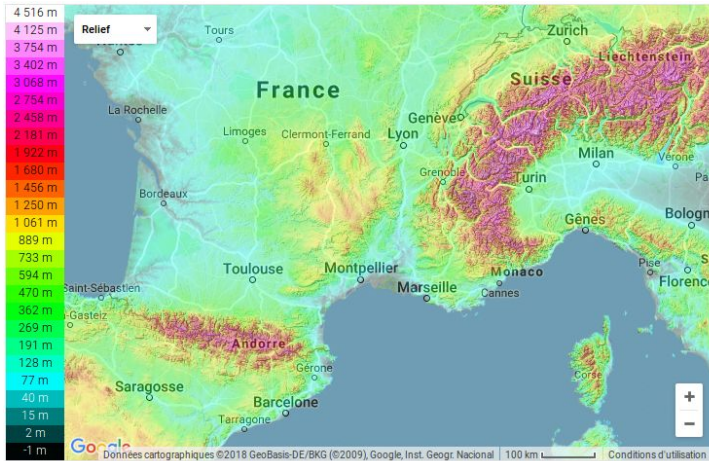 4 516 m
4 125 m
3 754 m
3 402 m
3 068 m
2 754 m
2 458 m
2 181 m
1 922 m
1 680 m
1 456 m
1 250 m
1 061 m
889 m
733 m
594 m
470 m
362 m
269 m
191 m
128 m
77 m
40 m
15 m
2 m
-1 m
Relief
Tours
Zurich
Liechtenstein
Suisse
France
La Rochelle
Genève
Limoges
Clermont-Ferrand
Lyon
Milan
Vérone
Grenoble
Turin
Bordeaux
Gênes
Toulouse
Montpellier
Monaco
Pise
Saint-Sébastien
Marseille
Cannes
Andorre
Gérone
Corse
Saragosse
Barcelone
Tarragone
+
−
Google
Données cartographiques ©2018 GeoBasis-DE/BKG (©2009), Google, Inst. Geogr. Nacional
100 km
Conditions d'utilisation